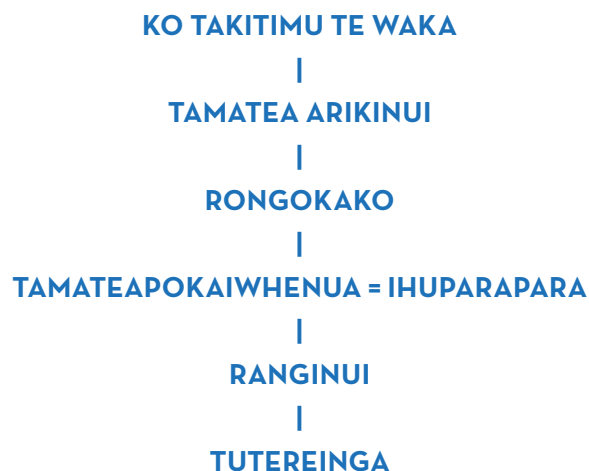 KO TAKITIMU TE WAKA
TAMATEA ARIKINUI
RONGOKAKO
TAMATEAPOKAIWHENUA = IHUPARAPARA
RANGINUI
TUTEREINGA